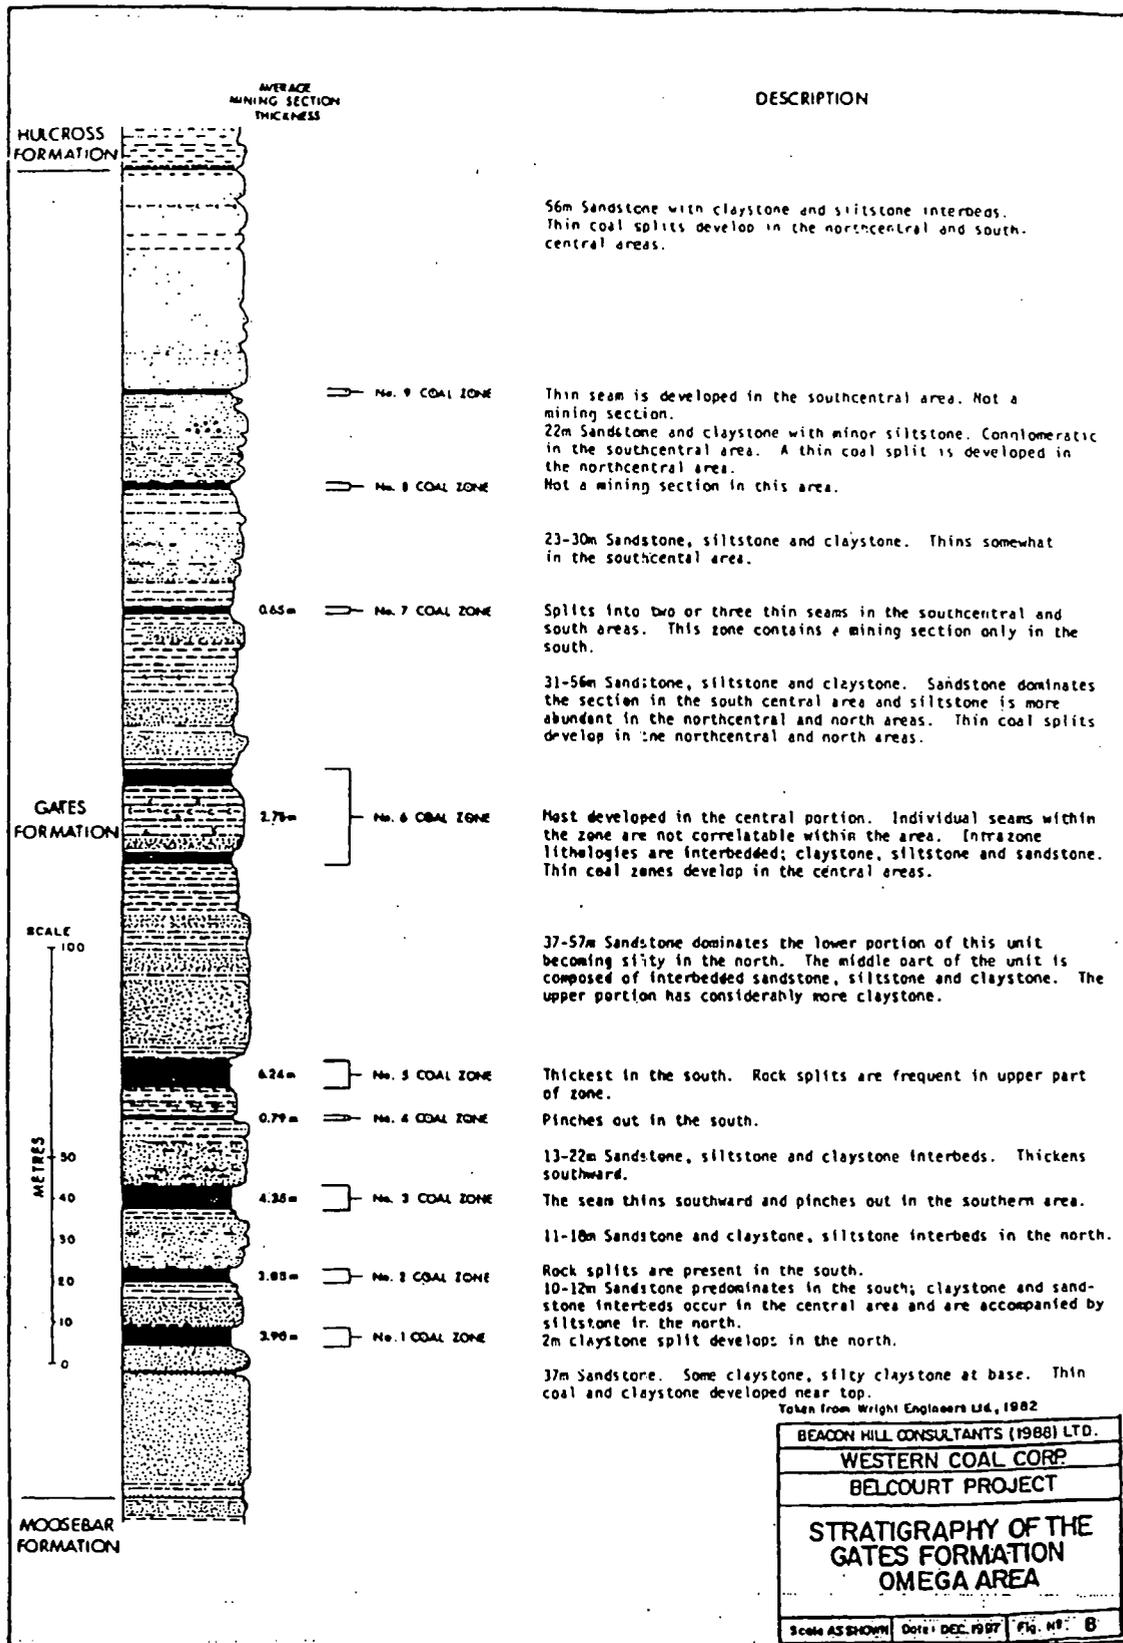 AVERAGE
MINING SECTION
THICKNESS
DESCRIPTION
HULCROSS
FORMATION
56m Sandstone with claystone and siltstone interbeds.
Thin coal splits develop in the northcentral and south-
central areas.
No. 9 COAL ZONE
Thin seam is developed in the southcentral area. Not a
mining section.
22m Sandstone and claystone with minor siltstone. Conglomeratic
in the southcentral area. A thin coal split is developed in
the northcentral area.
No. 8 COAL ZONE
Not a mining section in this area.
23-30m Sandstone, siltstone and claystone. Thins somewhat
in the southcental area.
0.65m
No. 7 COAL ZONE
Splits into two or three thin seams in the southcentral and
south areas. This zone contains a mining section only in the
south.
31-56m Sandstone, siltstone and claystone. Sandstone dominates
the section in the south central area and siltstone is more
abundant in the northcentral and north areas. Thin coal splits
develop in the northcentral and north areas.
GATES
FORMATION
No. 6 COAL ZONE
Most developed in the central portion. Individual seams within
the zone are not correlatable within the area. Intrazone
lithologies are interbedded; claystone, siltstone and sandstone.
Thin coal zones develop in the central areas.
SCALE
100
37-57m Sandstone dominates the lower portion of this unit
becoming silty in the north. The middle part of the unit is
composed of interbedded sandstone, siltstone and claystone. The
upper portion has considerably more claystone.
6.24m
No. 5 COAL ZONE
Thickest in the south. Rock splits are frequent in upper part
of zone.
0.79m
No. 4 COAL ZONE
Pinches out in the south.
METRES
50
13-22m Sandstone, siltstone and claystone interbeds. Thickens
southward.
40
4.35m
No. 3 COAL ZONE
The seam thins southward and pinches out in the southern area.
30
11-18m Sandstone and claystone, siltstone interbeds in the north.
20
No. 2 COAL ZONE
Rock splits are present in the south.
10-12m Sandstone predominates in the south; claystone and sand-
stone interbeds occur in the central area and are accompanied by
siltstone in the north.
10
No. 1 COAL ZONE
2m claystone split develops in the north.
0
37m Sandstone. Some claystone, silty claystone at base. Thin
coal and claystone developed near top.
Taken from Wright Engineers Ltd., 1982
MOOSEBAR
FORMATION
BEACON HILL CONSULTANTS (1988) LTD.
WESTERN COAL CORP.
BELCOURT PROJECT
STRATIGRAPHY OF THE
GATES FORMATION
OMEGA AREA
Scale AS SHOWN
Date: DEC. 1997
Fig. Nº: 8